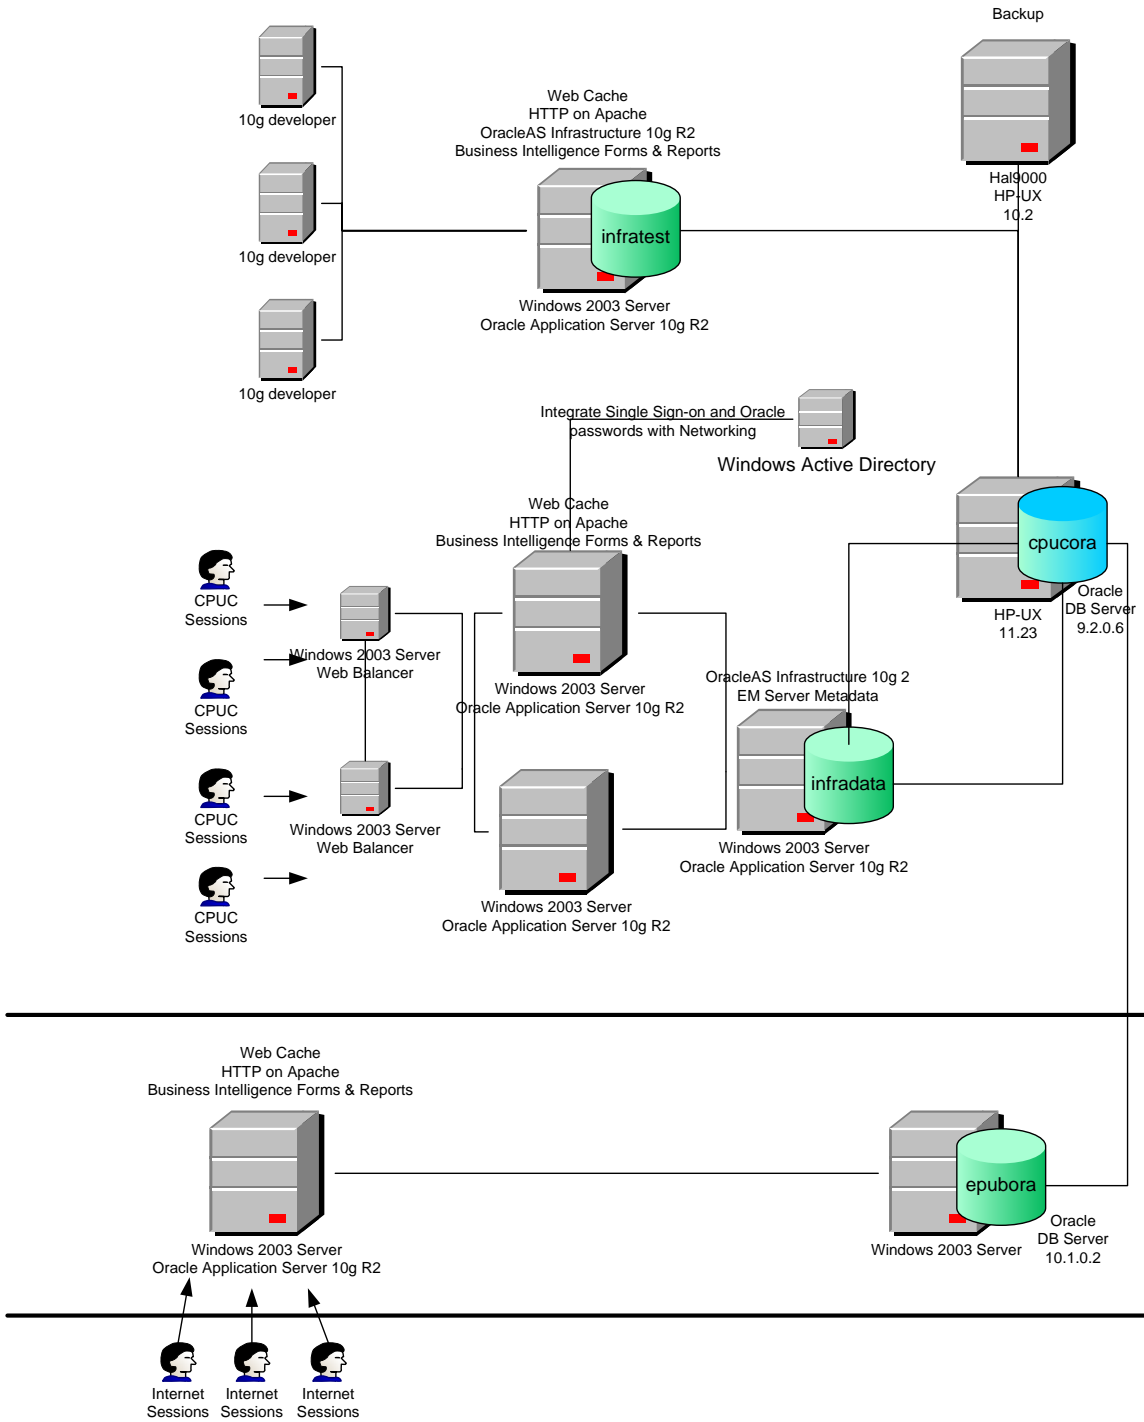 Backup
10g developer
Web Cache
HTTP on Apache
OracleAS Infrastructure 10g R2
Business Intelligence Forms & Reports
Hal9000
HP-UX
10.2
10g developer
infratest
Windows 2003 Server
Oracle Application Server 10g R2
10g developer
Integrate Single Sign-on and Oracle
passwords with Networking
Windows Active Directory
Web Cache
HTTP on Apache
Business Intelligence Forms & Reports
cpucora
Oracle
DB Server
9.2.0.6
HP-UX
11.23
CPUC
Sessions
Windows 2003 Server
Web Balancer
CPUC
Sessions
Windows 2003 Server
Oracle Application Server 10g R2
OracleAS Infrastructure 10g 2
EM Server Metadata
infradata
CPUC
Sessions
Windows 2003 Server
Web Balancer
Windows 2003 Server
Oracle Application Server 10g R2
CPUC
Sessions
Windows 2003 Server
Oracle Application Server 10g R2
Web Cache
HTTP on Apache
Business Intelligence Forms & Reports
epubora
Windows 2003 Server
Oracle Application Server 10g R2
Windows 2003 Server
Oracle
DB Server
10.1.0.2
Internet
Sessions
Internet
Sessions
Internet
Sessions